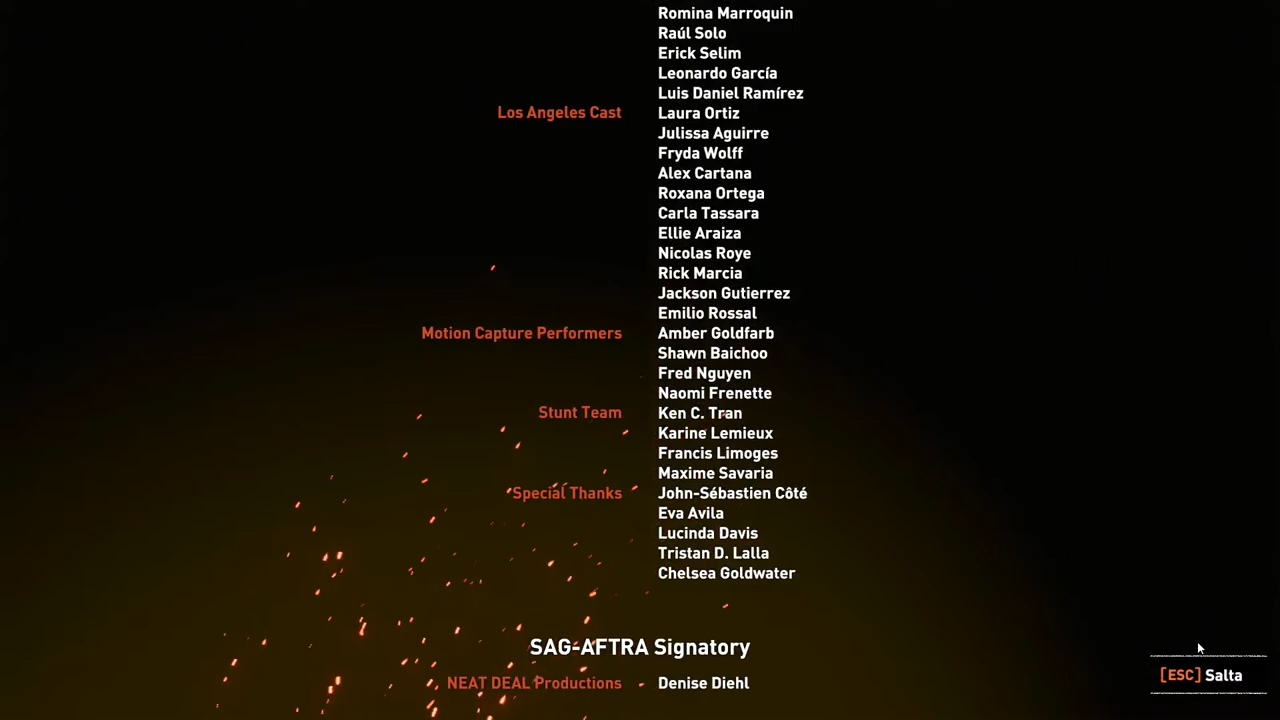 Romina Marroquin
Raúl Solo
Erick Selim
Leonardo García
Luis Daniel Ramírez
Los Angeles Cast Laura Ortiz
Julissa Aguirre
Fryda Wolff
Alex Cartana
Roxana Ortega
Carla Tassara
Ellie Araiza
Nicolas Roye
Rick Marcia
Jackson Gutierrez
Emilio Rossal
Motion Capture Performers Amber Goldfarb
Shawn Baichoo
Fred Nguyen
Naomi Frenette
Stunt Team Ken C. Tran
Karine Lemieux
Francis Limoges
Maxime Savaria
Special Thanks John-Sébastien Côté
Eva Avila
Lucinda Davis
Tristan D. Lalla
Chelsea Goldwater
SAG-AFTRA Signatory
NEAT DEAL Productions Denise Diehl
[ESC] Salta